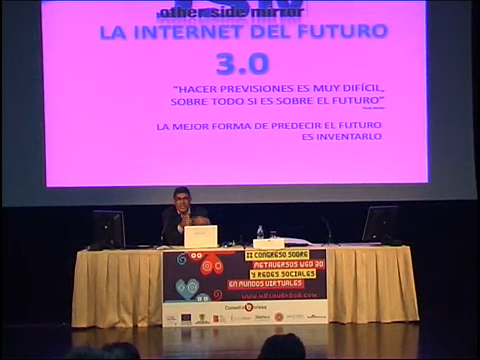 other side mirror
LA INTERNET DEL FUTURO
3.0
"HACER PREVISIONES ES MUY DIFÍCIL,
SOBRE TODO SI ES SOBRE EL FUTURO"
LA MEJOR FORMA DE PREDECIR EL FUTURO
ES INVENTARLO
II CONGRESO SOBRE
METAVERSOS WEB 3D
Y REDES SOCIALES
EN MUNDOS VIRTUALES